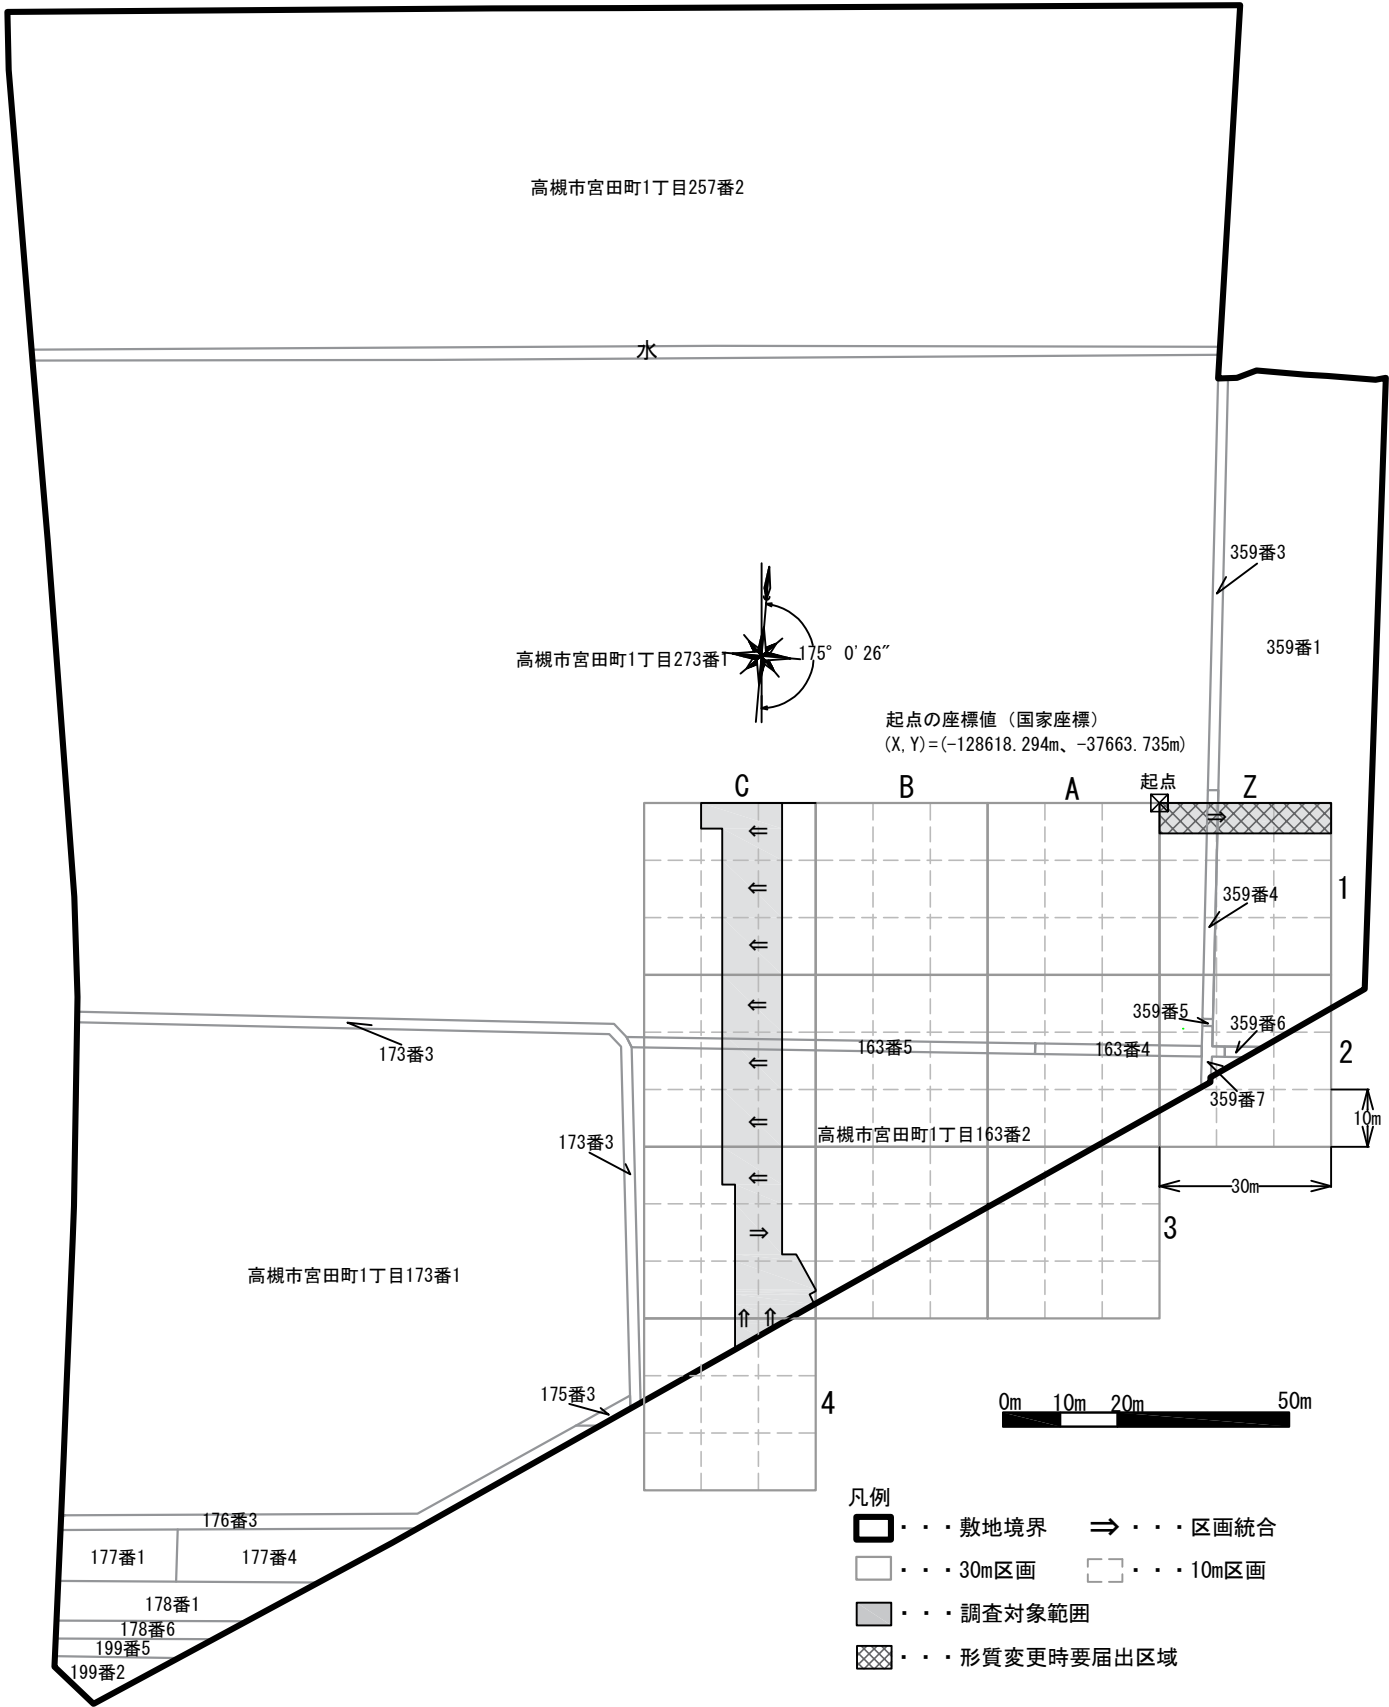 高槻市宮田町1丁目257番2
水
359番3
高槻市宮田町1丁目273番1
175° 0'26″
359番1
起点の座標値（国家座標）
(X,Y)=(-128618.294m、-37663.735m)
C
B
A
起点
Z
1
359番4
359番5
359番6
173番3
163番5
163番4
2
359番7
10m
高槻市宮田町1丁目163番2
173番3
30m
3
高槻市宮田町1丁目173番1
175番3
4
0m 10m 20m 50m
凡例
・・・敷地境界
⇒・・・区画統合
・・・30m区画
・・・10m区画
・・・調査対象範囲
・・・形質変更時要届出区域
176番3
177番1
177番4
178番1
178番6
199番5
199番2